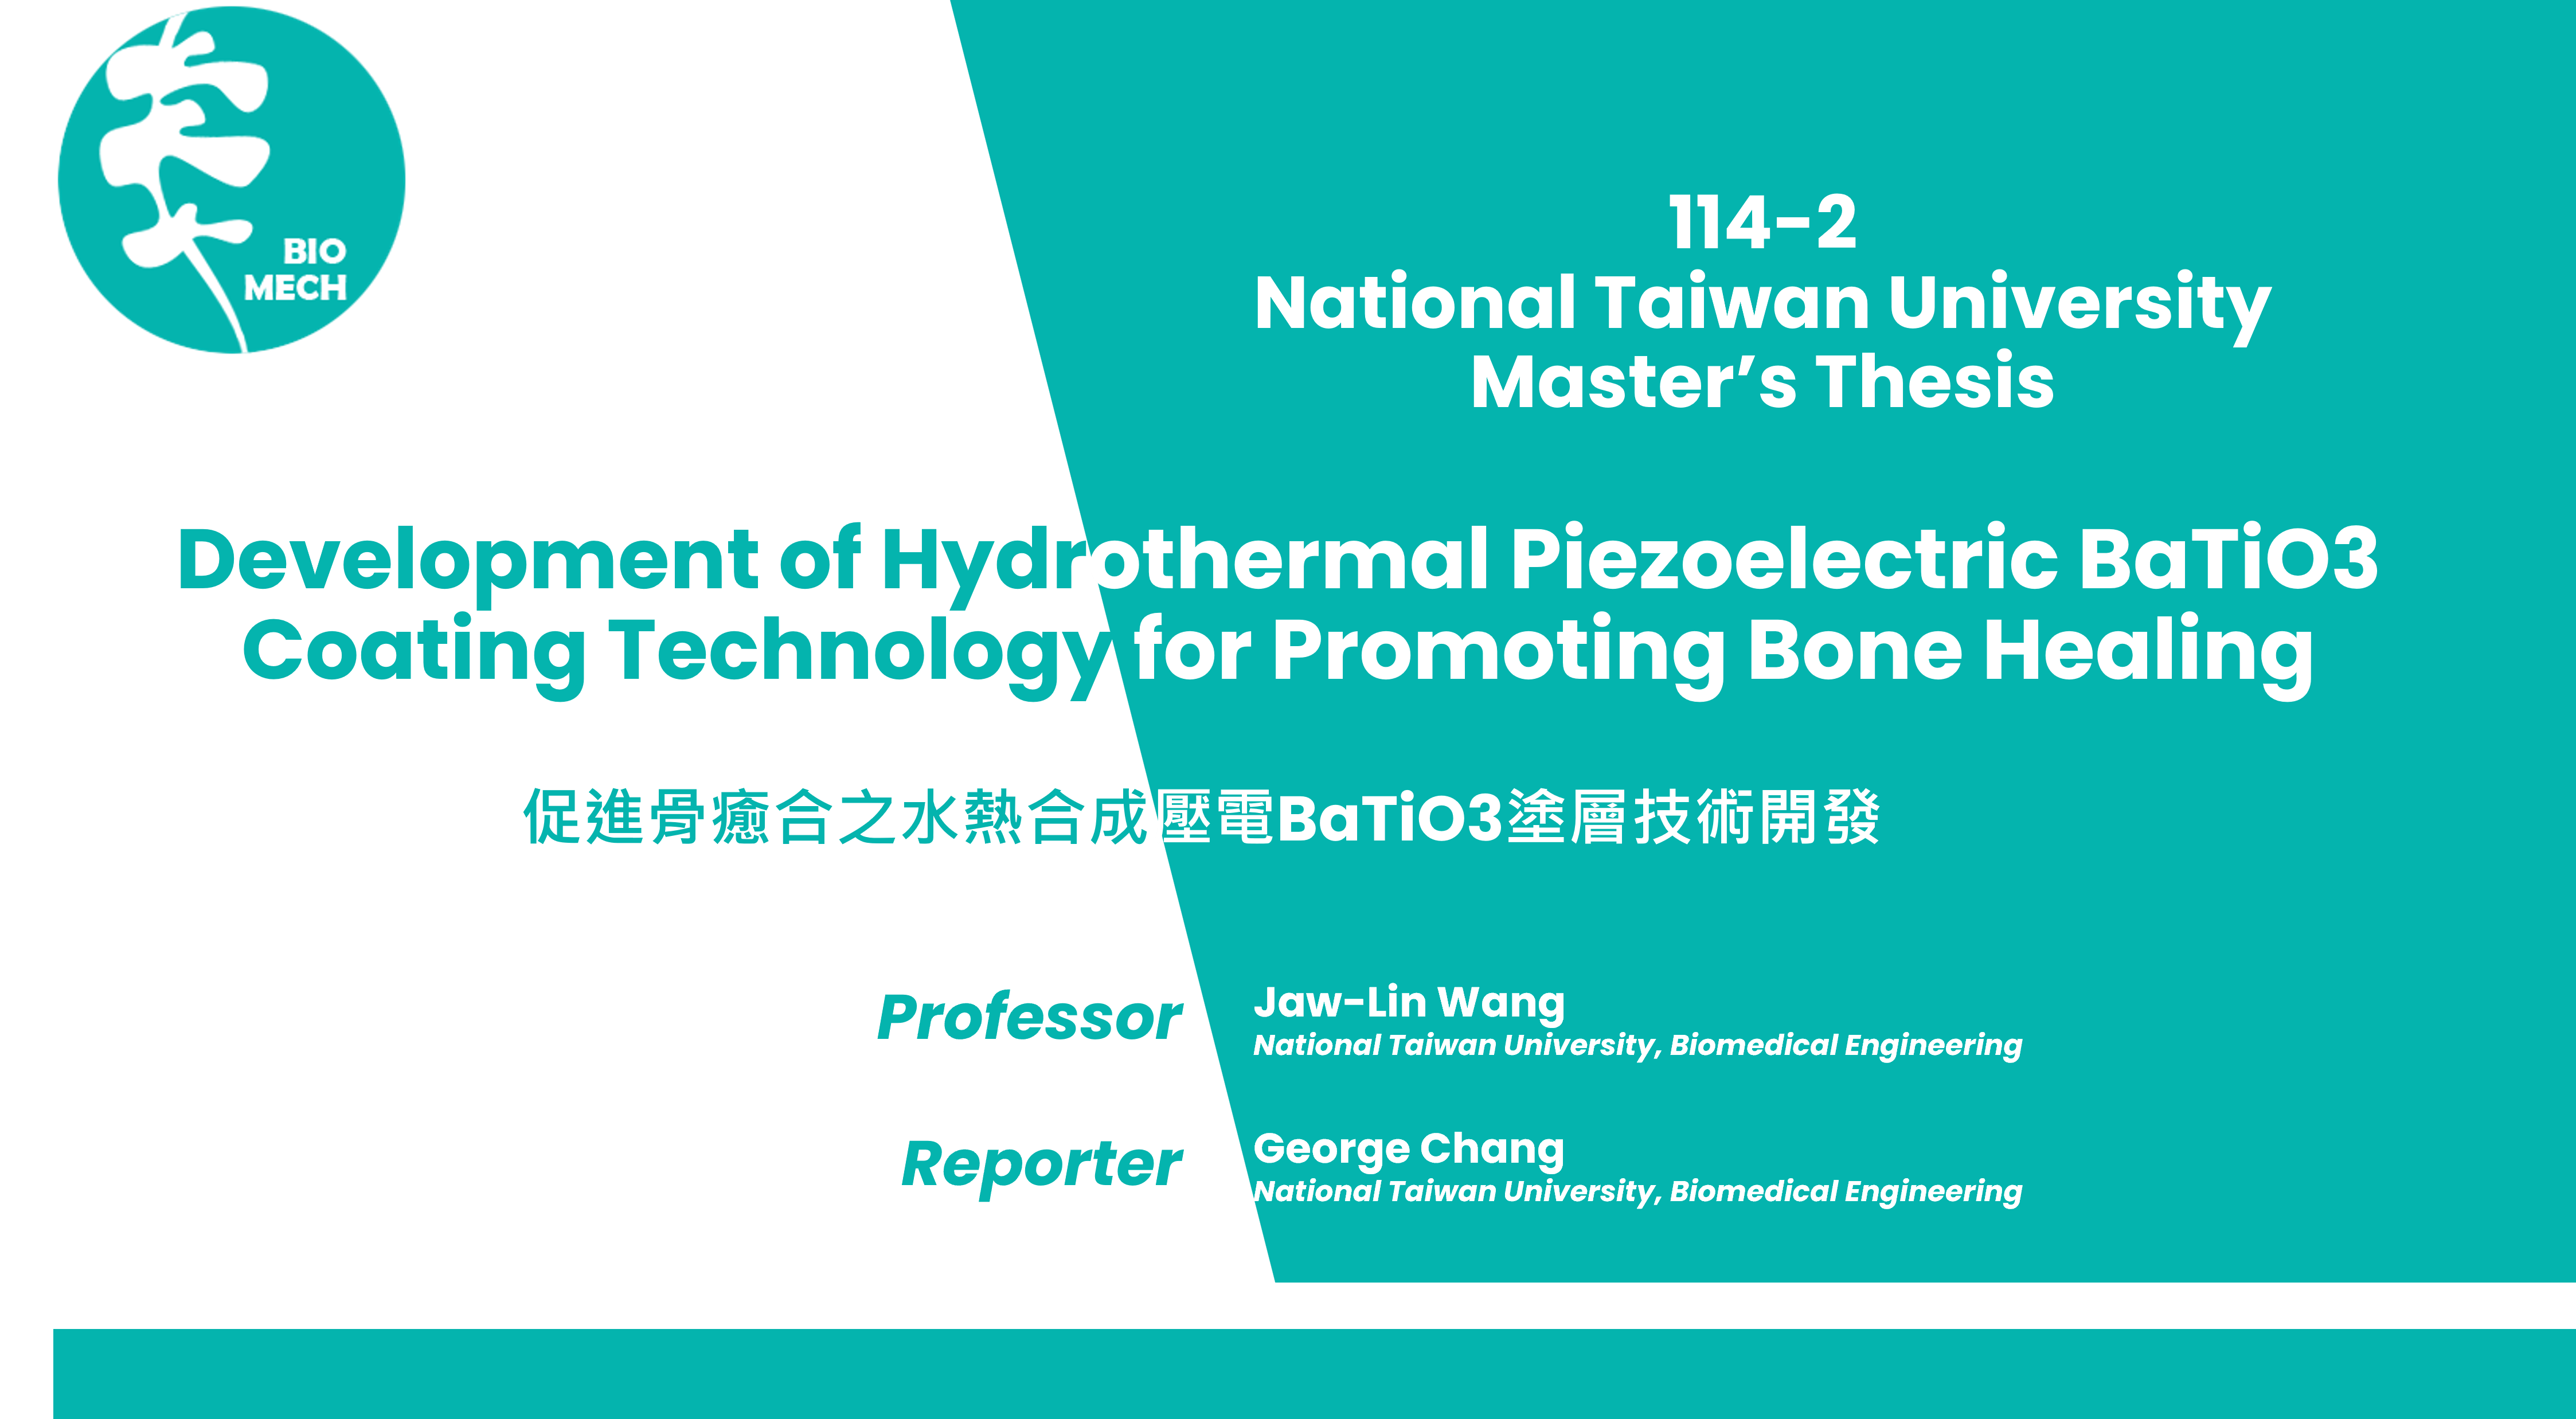 BIO
MECH
114-2
National Taiwan University
Master’s Thesis
Development of Hydrothermal Piezoelectric BaTiO3
Coating Technology for Promoting Bone Healing
促進骨癒合之水熱合成壓電BaTiO3塗層技術開發
Professor
Jaw-Lin Wang
National Taiwan University, Biomedical Engineering
Reporter
George Chang
National Taiwan University, Biomedical Engineering